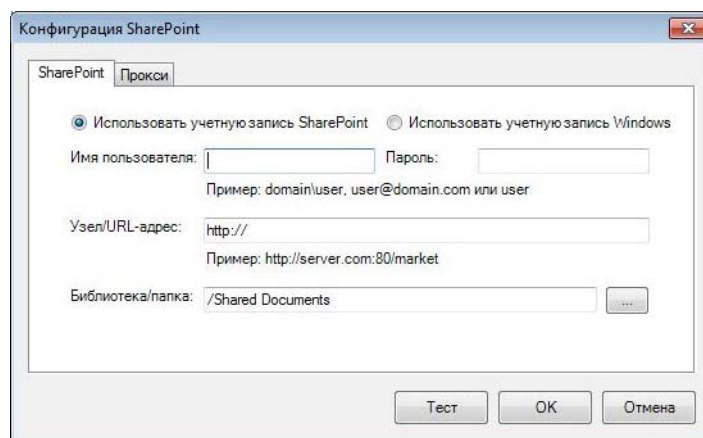 Конфигурация SharePoint
SharePoint Прокси
Использовать учетную запись SharePoint Использовать учетную запись Windows
Имя пользователя: Пароль:
Пример: domain\user, user@domain.com или user
Узел/URL-адрес: http://
Пример: http://server.com:80/market
Библиотека/папка: /Shared Documents ...
Тест OK Отмена